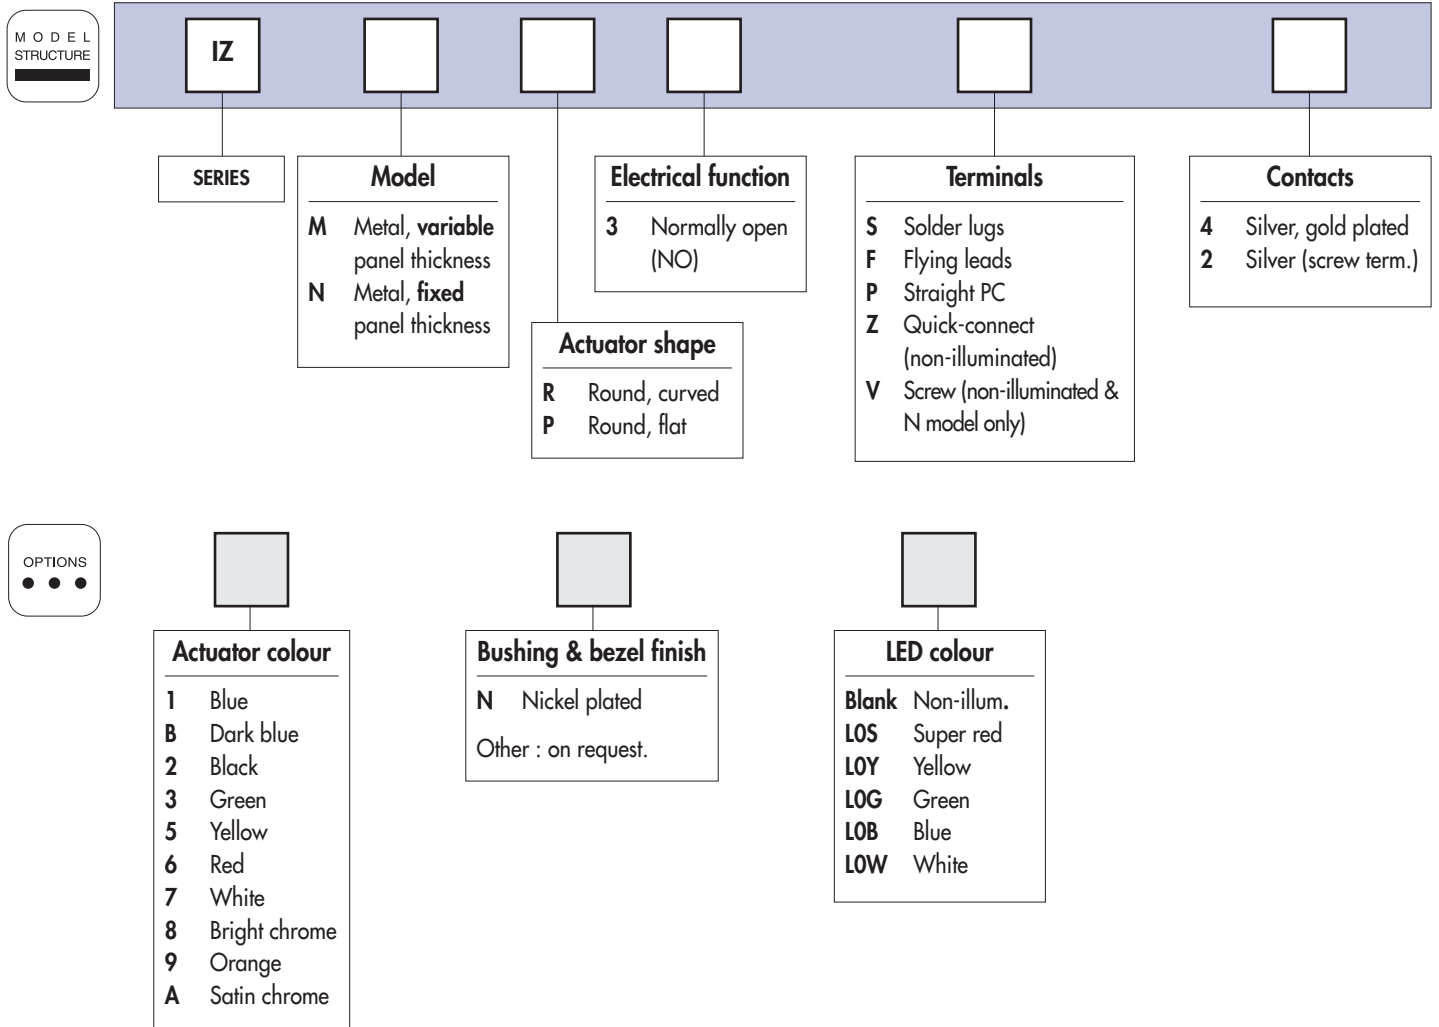 MODEL
STRUCTURE
IZ
SERIES
Model
M Metal, variable
panel thickness
N Metal, fixed
panel thickness
Actuator shape
R Round, curved
P Round, flat
Electrical function
3 Normally open
(NO)
Terminals
S Solder lugs
F Flying leads
P Straight PC
Z Quick-connect
(non-illuminated)
V Screw (non-illuminated &
N model only)
Contacts
4 Silver, gold plated
2 Silver (screw term.)
OPTIONS
Actuator colour
1 Blue
B Dark blue
2 Black
3 Green
5 Yellow
6 Red
7 White
8 Bright chrome
9 Orange
A Satin chrome
Bushing & bezel finish
N Nickel plated
Other : on request.
LED colour
Blank Non-illum.
L0S Super red
L0Y Yellow
L0G Green
L0B Blue
L0W White